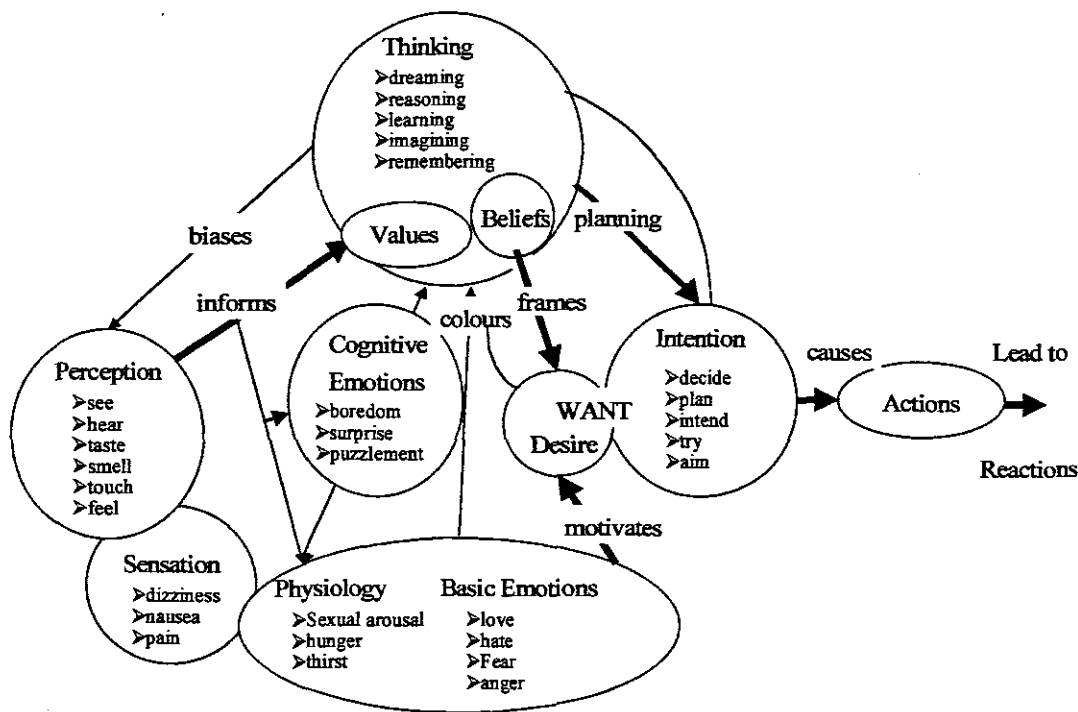 Thinking
➤dreaming
➤reasoning
➤learning
➤imagining
➤remembering
Values
Beliefs
planning
biases
informs
colours
frames
Perception
➤see
➤hear
➤taste
➤smell
➤touch
➤feel
Cognitive
Emotions
➤boredom
➤surprise
➤puzzlement
WANT
Desire
Intention
➤decide
➤plan
➤intend
➤try
➤aim
causes
Actions
Lead to
Reactions
motivates
Sensation
➤dizziness
➤nausea
➤pain
Physiology
➤Sexual arousal
➤hunger
➤thirst
Basic Emotions
➤love
➤hate
➤Fear
➤anger